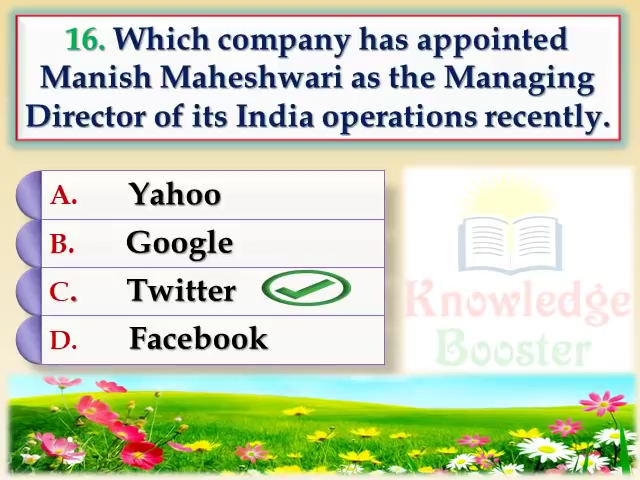 16. Which company has appointed
Manish Maheshwari as the Managing
Director of its India operations recently.
A. Yahoo
B. Google
C. Twitter
D. Facebook
Knowledge
Booster